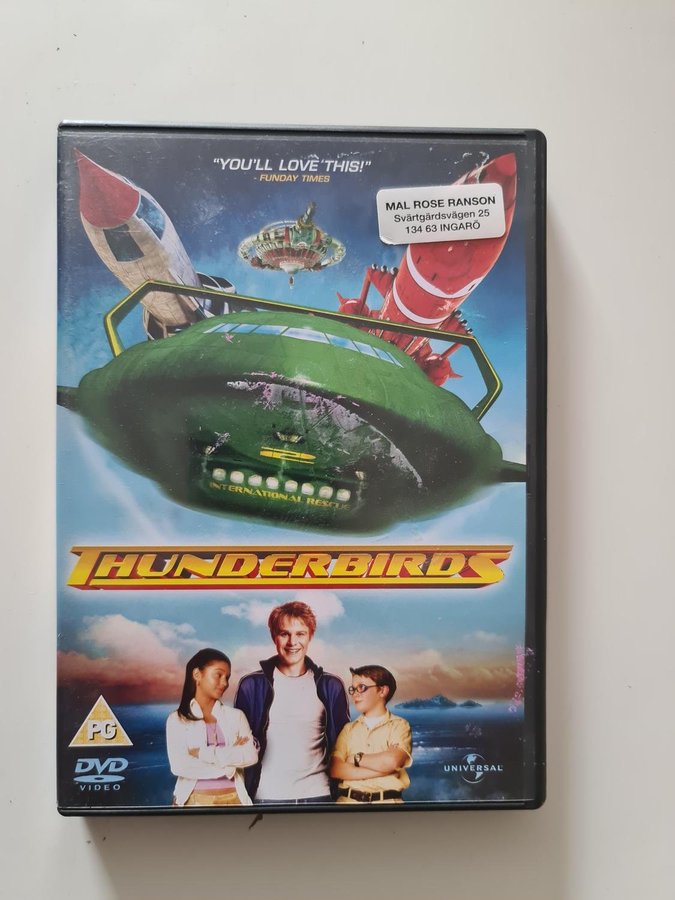 "YOU'LL LOVE THIS!"
- FUNDAY TIMES
MAL ROSE RANSON
Svärtgårdsvägen 25
134 63 INGARÖ
2
INTERNATIONAL RESCUE
THUNDERBIRDS
PG
DVD
VIDEO
UNIVERSAL